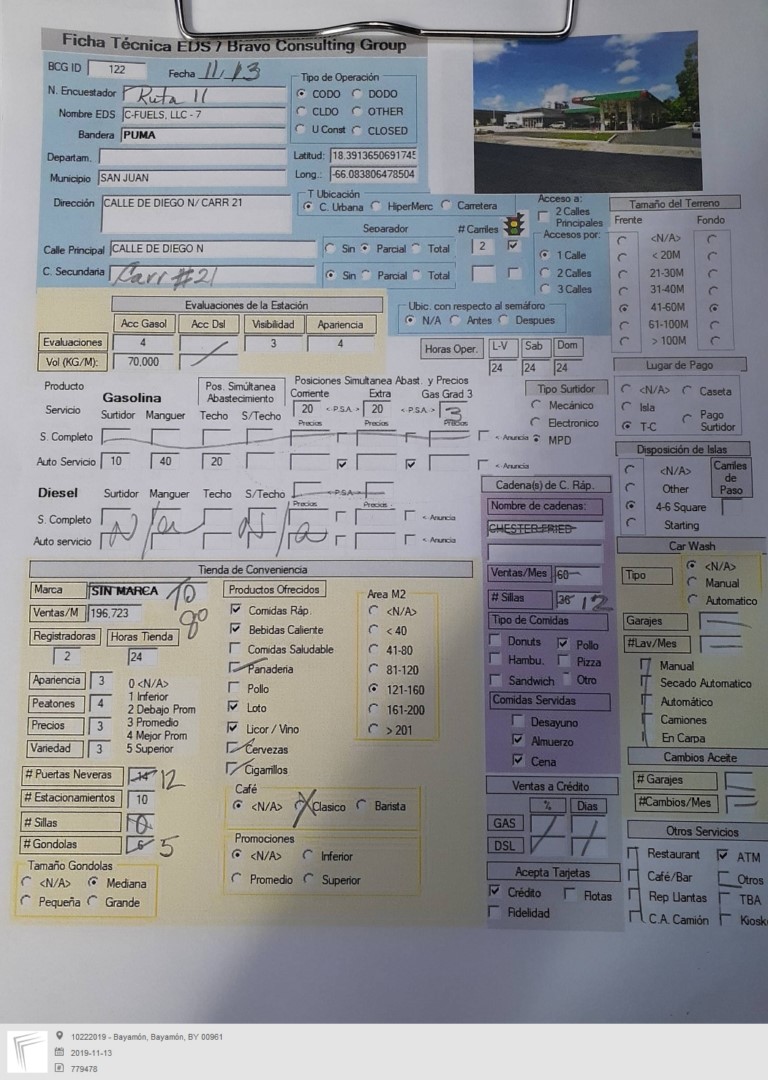 Ficha Técnica EDS / Bravo Consulting Group
BCG ID 122 Fecha 11/13
N. Encuestador Ruta 11
Nombre EDS C-FUELS, LLC - 7
Bandera PUMA
Tipo de Operación
CODO DODO
CLDO OTHER
U Const CLOSED
Departam.
Municipio SAN JUAN
Latitud: 18.3913650691745
Long.: -66.083806478504
Dirección CALLE DE DIEGO N/ CARR 21
T Ubicación
C. Urbana HiperMerc Carretera
Separador # Carriles
Calle Principal CALLE DE DIEGO N Sin Parcial Total 2
C. Secundaria Carr #21 Sin Parcial Total
Acceso a:
2 Calles Principales
Accesos por:
1 Calle
2 Calles
3 Calles
Tamaño del Terreno
Frente Fondo
<N/A>
< 20M
21-30M
31-40M
41-60M
61-100M
> 100M
Evaluaciones de la Estación
Acc Gasol Acc Dsl Visibilidad Apariencia
Evaluaciones 4 3 4
Vol (KG/M): 70,000
Ubic. con respecto al semáforo
N/A Antes Despues
Horas Oper. L-V Sab Dom
24 24 24
Lugar de Pago
<N/A> Caseta
Isla
T-C Pago Surtidor
Producto Gasolina Pos. Simúltanea Abastecimiento Posiciones Simultanea Abast. y Precios
Corriente Extra Gas Grad 3
Servicio Surtidor Manguer Techo S/Techo 20 <-P.S.A.-> 20 <-P.S.A.-> 3
Precios Precios Precios
S. Completo <- Anuncia
Auto Servicio 10 40 20 <- Anuncia
Tipo Surtidor
Mecánico
Electronico
MPD
Disposición de Islas
<N/A>
Other
4-6 Square
Starting
Carriles de Paso
Diesel Surtidor Manguer Techo S/Techo <-P.S.A.->
Precios Precios
S. Completo <- Anuncia
Auto servicio <- Anuncia
N/a N/a
Cadena(s) de C. Ráp.
Nombre de cadenas:
CHESTER FRIED
Ventas/Mes 60
# Sillas 36 12
Tipo de Comidas
Donuts Pollo
Hambu. Pizza
Sandwich Otro
Comidas Servidas
Desayuno
Almuerzo
Cena
Car Wash
Tipo
<N/A>
Manual
Automatico
Garajes
#Lav/Mes
Manual
Secado Automatico
Automático
Camiones
En Carpa
Cambios Aceite
# Garajes
#Cambios/Mes
Tienda de Conveniencia
Marca SIN MARCA
Ventas/M 196,723
Registradoras Horas Tienda
2 24
Apariencia 3
Peatones 4
Precios 3
Variedad 3
0 <N/A>
1 Inferior
2 Debajo Prom
3 Promedio
4 Mejor Prom
5 Superior
# Puertas Neveras 14 12
# Estacionamientos 10
# Sillas 0
# Gondolas 6 5
Tamaño Gondolas
<N/A> Mediana
Pequeña Grande
Productos Ofrecidos
Comidas Ráp.
Bebidas Caliente
Comidas Saludable
Panaderia
Pollo
Loto
Licor / Vino
Cervezas
Cigarrillos
Area M2
<N/A>
< 40
41-80
81-120
121-160
161-200
> 201
Café
<N/A> Clasico Barista
Promociones
<N/A> Inferior
Promedio Superior
Ventas a Crédito
% Dias
GAS
DSL
Acepta Tarjetas
Crédito Flotas
Fidelidad
Otros Servicios
Restaurant ATM
Café/Bar Otros
Rep Llantas TBA
C.A. Camión Kiosk
10222019 - Bayamón, Bayamón, BY 00961
2019-11-13
779478